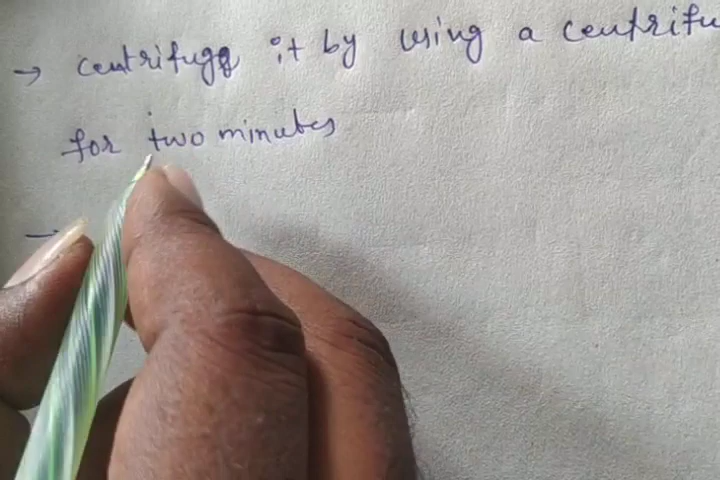 → centrifuge it by using a centrifu
for two minutes
→